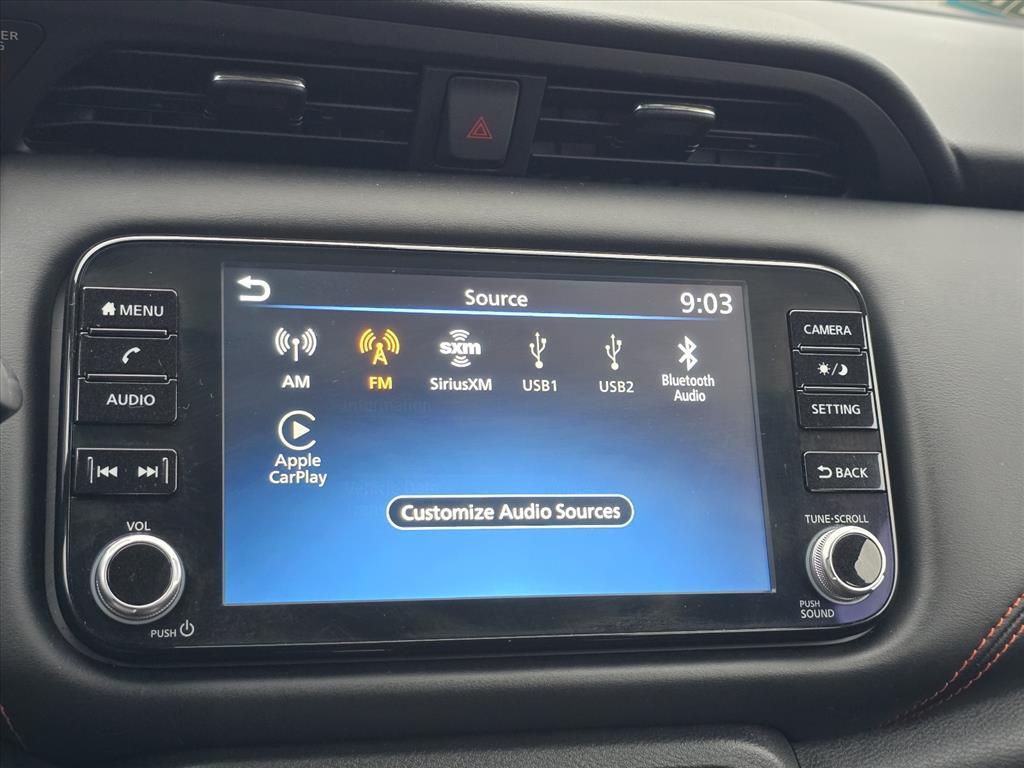 MENU
AUDIO
VOL
PUSH
Source
9:03
AM
FM
sxm
SiriusXM
USB1
USB2
Bluetooth
Audio
Apple
CarPlay
Customize Audio Sources
CAMERA
SETTING
BACK
TUNE·SCROLL
PUSH
SOUND